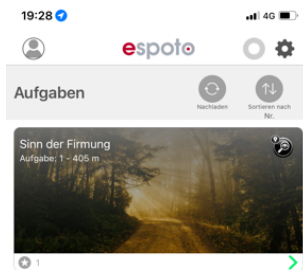 19:28
4G
espoto
Aufgaben
Nachladen
Sortieren nach
Nr.
Sinn der Firmung
Aufgabe: 1 - 405 m
1